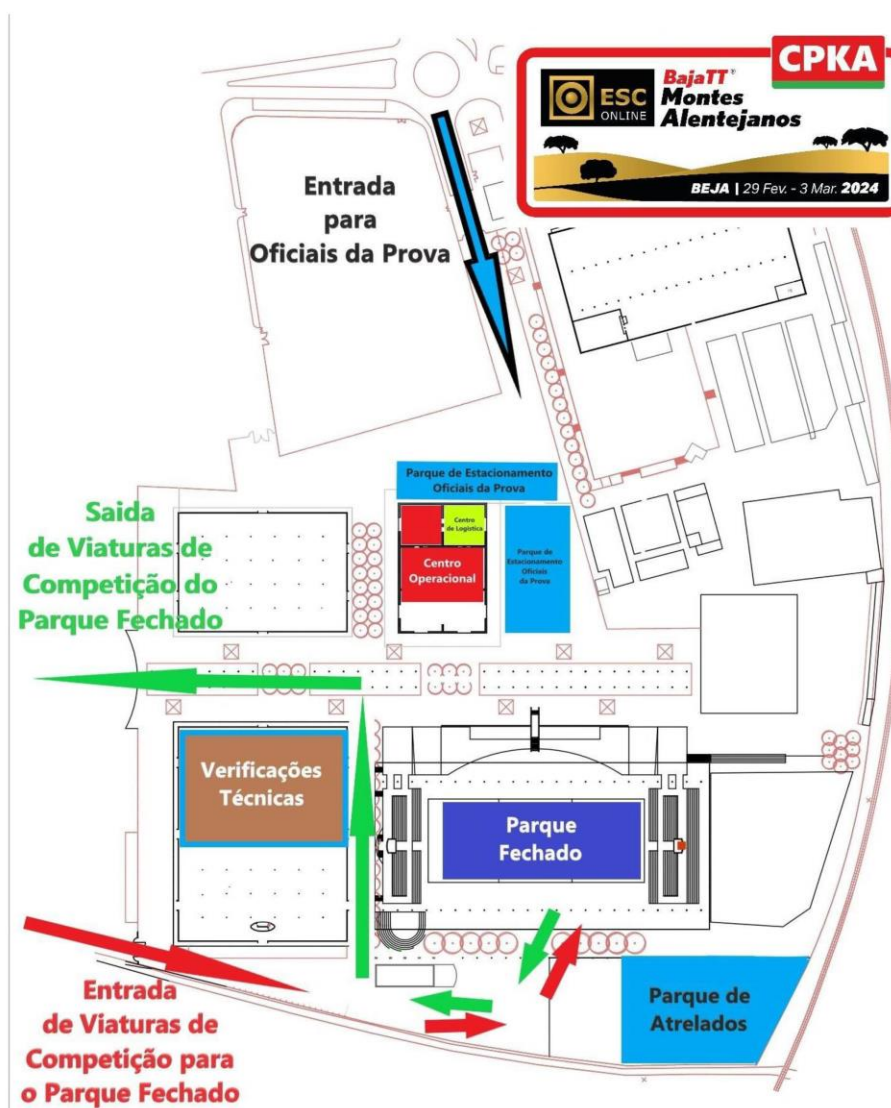 CPKA
ESC
ONLINE
BajaTT®
Montes
Alentejanos
BEJA | 29 Fev. - 3 Mar. 2024
Entrada
para
Oficiais da Prova
Parque de Estacionamento
Oficiais da Prova
Saida
de Viaturas de
Competição do
Parque Fechado
Centro
de Logística
Centro
Operacional
Parque de
Estacionamento
Oficiais
da Prova
Verificações
Técnicas
Parque
Fechado
Entrada
de Viaturas de
Competição para
o Parque Fechado
Parque de
Atrelados